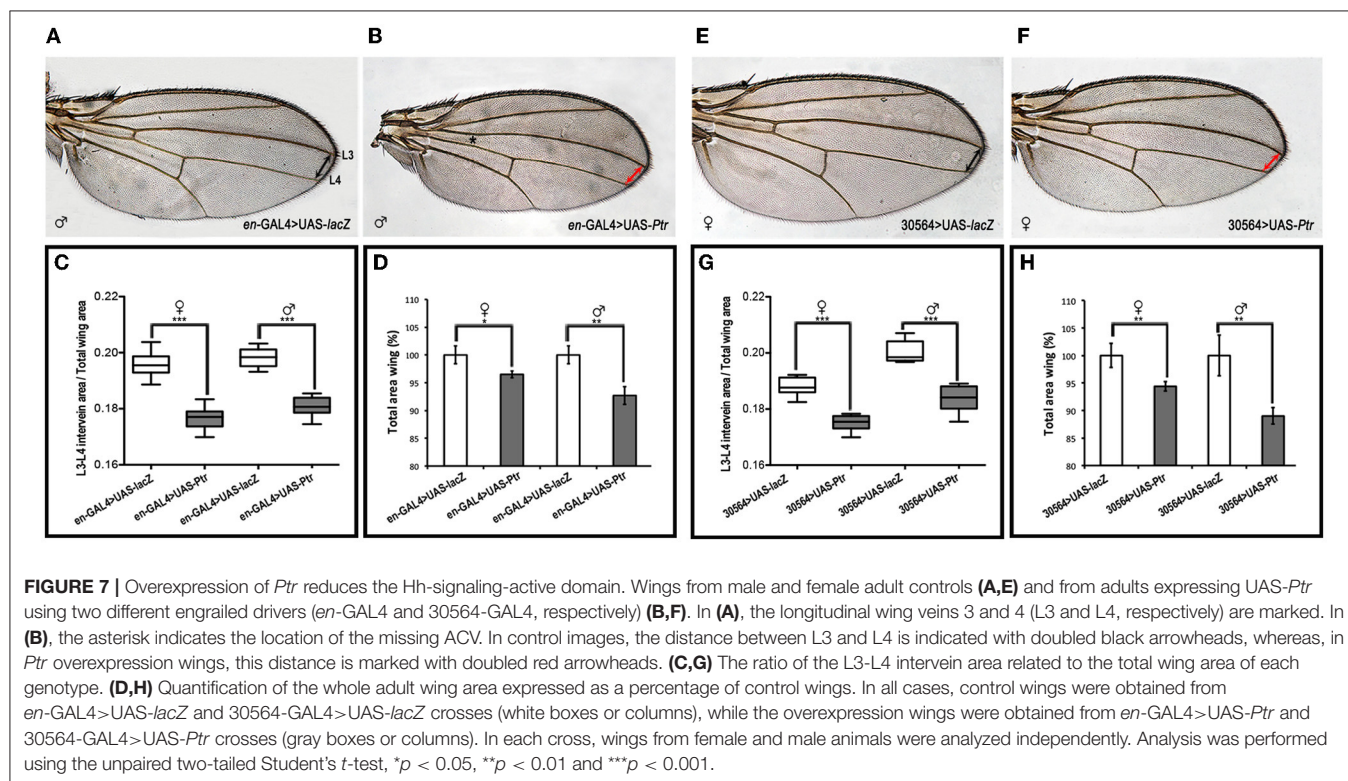 A
B
E
F
L3
L4
♂
en-GAL4>UAS-lacZ
♂
en-GAL4>UAS-Ptr
♀
30564>UAS-lacZ
♀
30564>UAS-Ptr
C
L3-L4 intervein area / Total wing area
0.22
0.20
0.18
0.16
♀
***
♂
***
en-GAL4>UAS-lacZ
en-GAL4>UAS-Ptr
en-GAL4>UAS-lacZ
en-GAL4>UAS-Ptr
D
Total area wing (%)
110
105
100
95
90
85
80
♀
*
♂
**
en-GAL4>UAS-lacZ
en-GAL4>UAS-Ptr
en-GAL4>UAS-lacZ
en-GAL4>UAS-Ptr
G
L3-L4 intervein area / Total wing area
0.22
0.20
0.18
0.16
♀
***
♂
***
30564>UAS-lacZ
30564>UAS-Ptr
30564>UAS-lacZ
30564>UAS-Ptr
H
Total area wing (%)
110
105
100
95
90
85
80
♀
**
♂
**
30564>UAS-lacZ
30564>UAS-Ptr
30564>UAS-lacZ
30564>UAS-Ptr
FIGURE 7 | Overexpression of Ptr reduces the Hh-signaling-active domain. Wings from male and female adult controls (A,E) and from adults expressing UAS-Ptr
using two different engrailed drivers (en-GAL4 and 30564-GAL4, respectively) (B,F). In (A), the longitudinal wing veins 3 and 4 (L3 and L4, respectively) are marked. In
(B), the asterisk indicates the location of the missing ACV. In control images, the distance between L3 and L4 is indicated with doubled black arrowheads, whereas, in
Ptr overexpression wings, this distance is marked with doubled red arrowheads. (C,G) The ratio of the L3-L4 intervein area related to the total wing area of each
genotype. (D,H) Quantification of the whole adult wing area expressed as a percentage of control wings. In all cases, control wings were obtained from
en-GAL4>UAS-lacZ and 30564-GAL4>UAS-lacZ crosses (white boxes or columns), while the overexpression wings were obtained from en-GAL4>UAS-Ptr and
30564-GAL4>UAS-Ptr crosses (gray boxes or columns). In each cross, wings from female and male animals were analyzed independently. Analysis was performed
using the unpaired two-tailed Student's t-test, *p < 0.05, **p < 0.01 and ***p < 0.001.